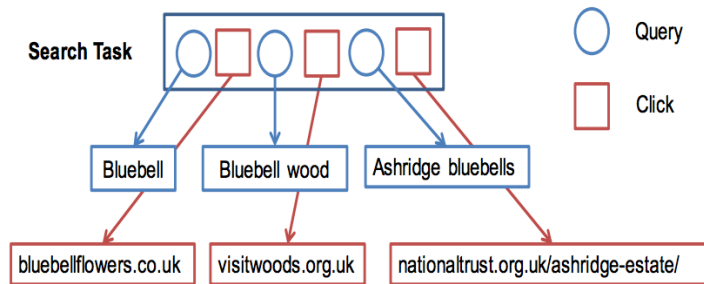 Search Task
Query
Click
Bluebell
Bluebell wood
Ashridge bluebells
bluebellflowers.co.uk
visitwoods.org.uk
nationaltrust.org.uk/ashridge-estate/